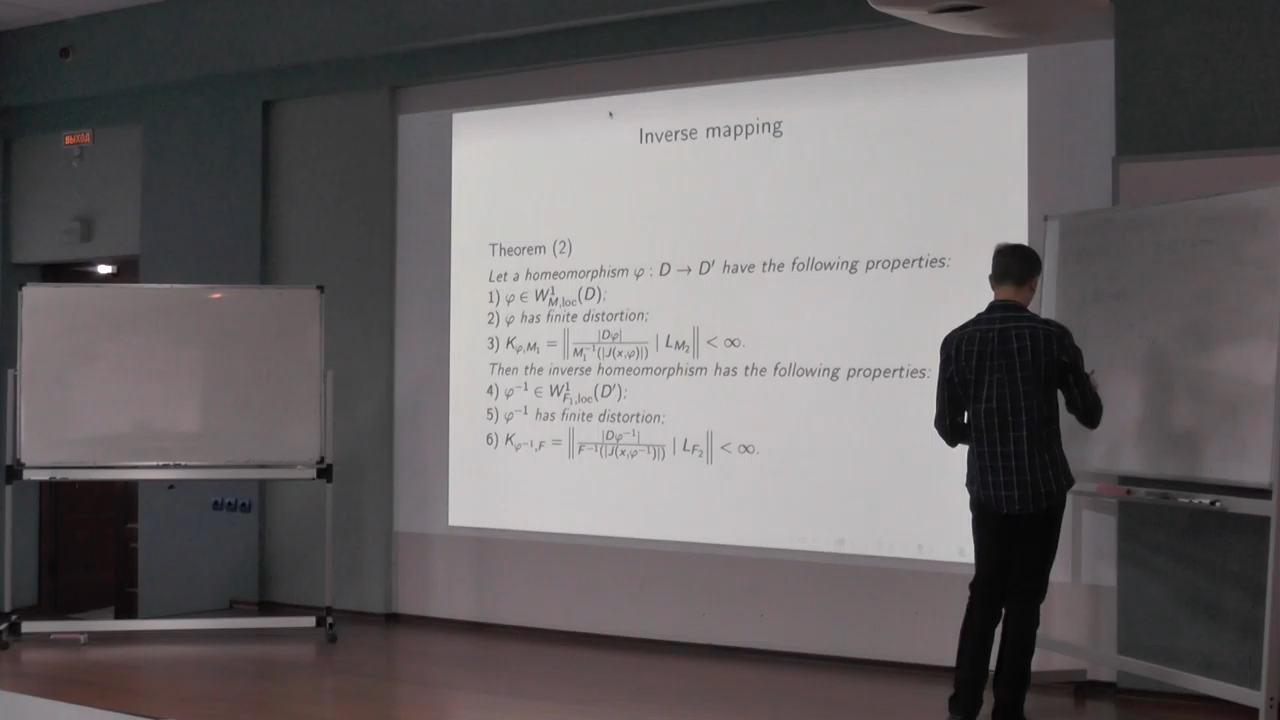 ВЫХОД
Inverse mapping
Theorem (2)
Let a homeomorphism φ : D → D′ have the following properties:
1) φ ∈ W¹_{M,loc}(D);
2) φ has finite distortion;
3) K_{φ,M₁} = ‖ |Dφ| / M₁⁻¹(|J(x,φ)|) | L_{M₂} ‖ < ∞.
Then the inverse homeomorphism has the following properties:
4) φ⁻¹ ∈ W¹_{F₁,loc}(D′);
5) φ⁻¹ has finite distortion;
6) K_{φ⁻¹,F} = ‖ |Dφ⁻¹| / F⁻¹(|J(x,φ⁻¹)|) | L_{F₂} ‖ < ∞.